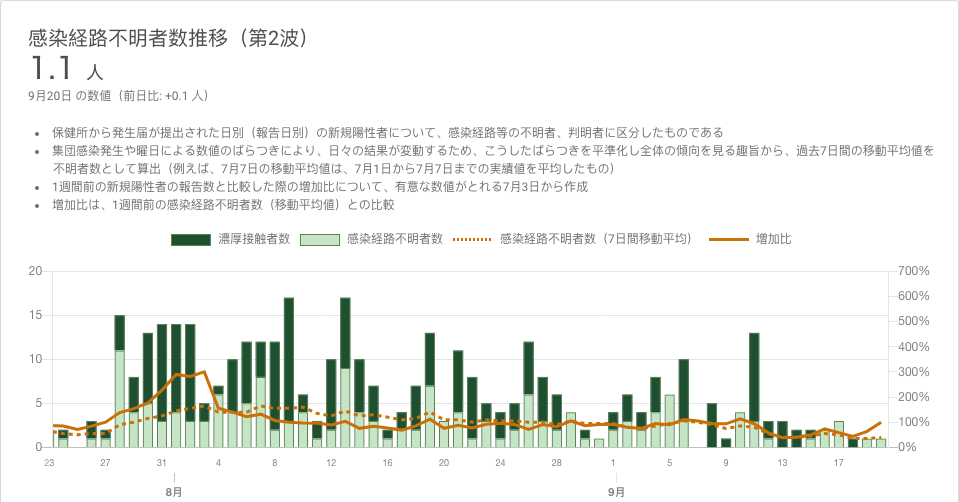 感染経路不明者数推移（第2波）
1.1 人
9月20日 の数値（前日比: +0.1 人）
• 保健所から発生届が提出された日別（報告日別）の新規陽性者について、感染経路等の不明者、判明者に区分したものである
• 集団感染発生や曜日による数値のばらつきにより、日々の結果が変動するため、こうしたばらつきを平準化し全体の傾向を見る趣旨から、過去7日間の移動平均値を
不明者数として算出（例えば、7月7日の移動平均値は、7月1日から7月7日までの実績値を平均したもの）
• 1週間前の新規陽性者の報告数と比較した際の増加比について、有意な数値がとれる7月3日から作成
• 増加比は、1週間前の感染経路不明者数（移動平均値）との比較
濃厚接触者数 感染経路不明者数 感染経路不明者数（7日間移動平均） 増加比
20 700%
600%
15 500%
400%
10
300%
5 200%
100%
0 0%
23 27 31 4 8 12 16 20 24 28 1 5 9 13 17
8月 9月